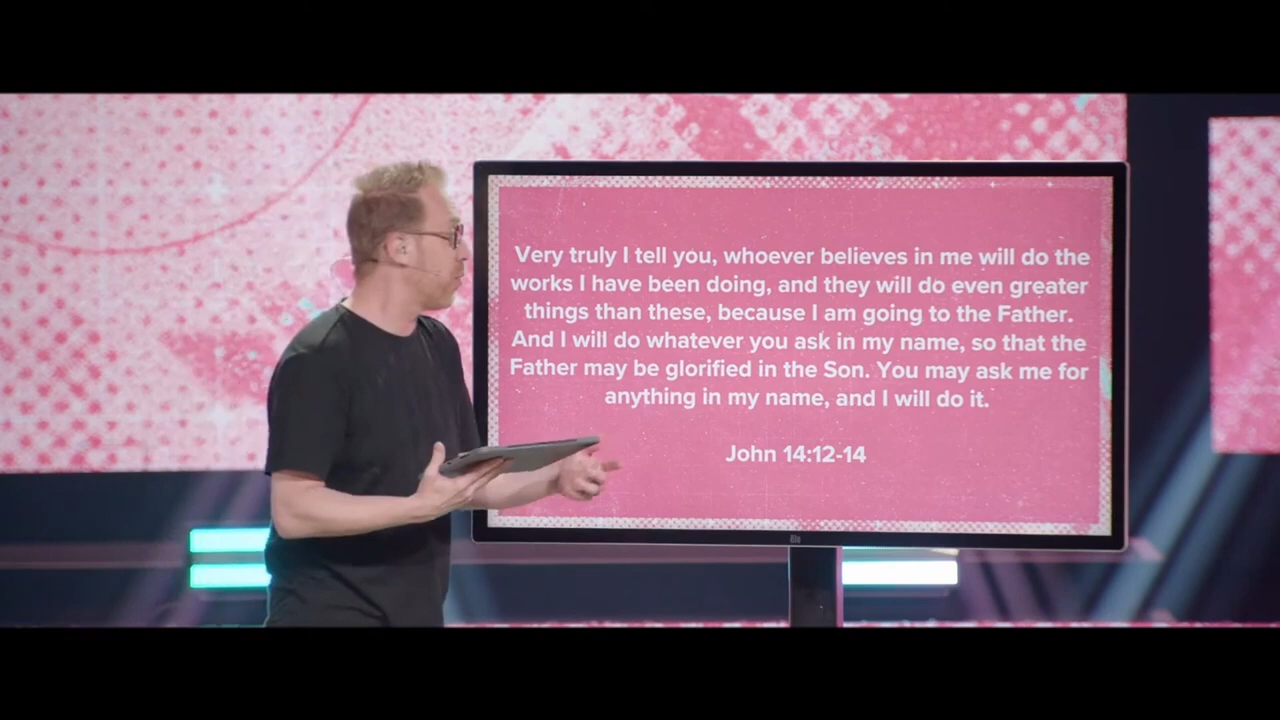 Very truly I tell you, whoever believes in me will do the
works I have been doing, and they will do even greater
things than these, because I am going to the Father.
And I will do whatever you ask in my name, so that the
Father may be glorified in the Son. You may ask me for
anything in my name, and I will do it.
John 14:12-14
Elo